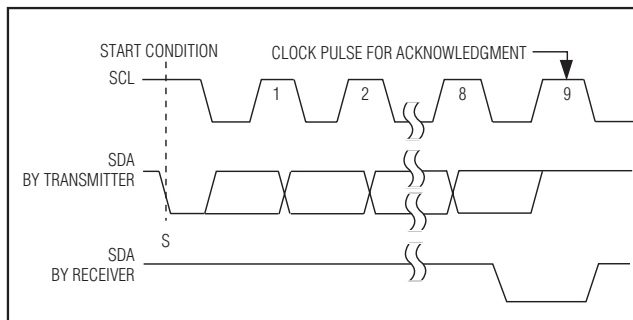 START CONDITION
CLOCK PULSE FOR ACKNOWLEDGMENT
SCL
1
2
8
9
SDA
BY TRANSMITTER
S
SDA
BY RECEIVER